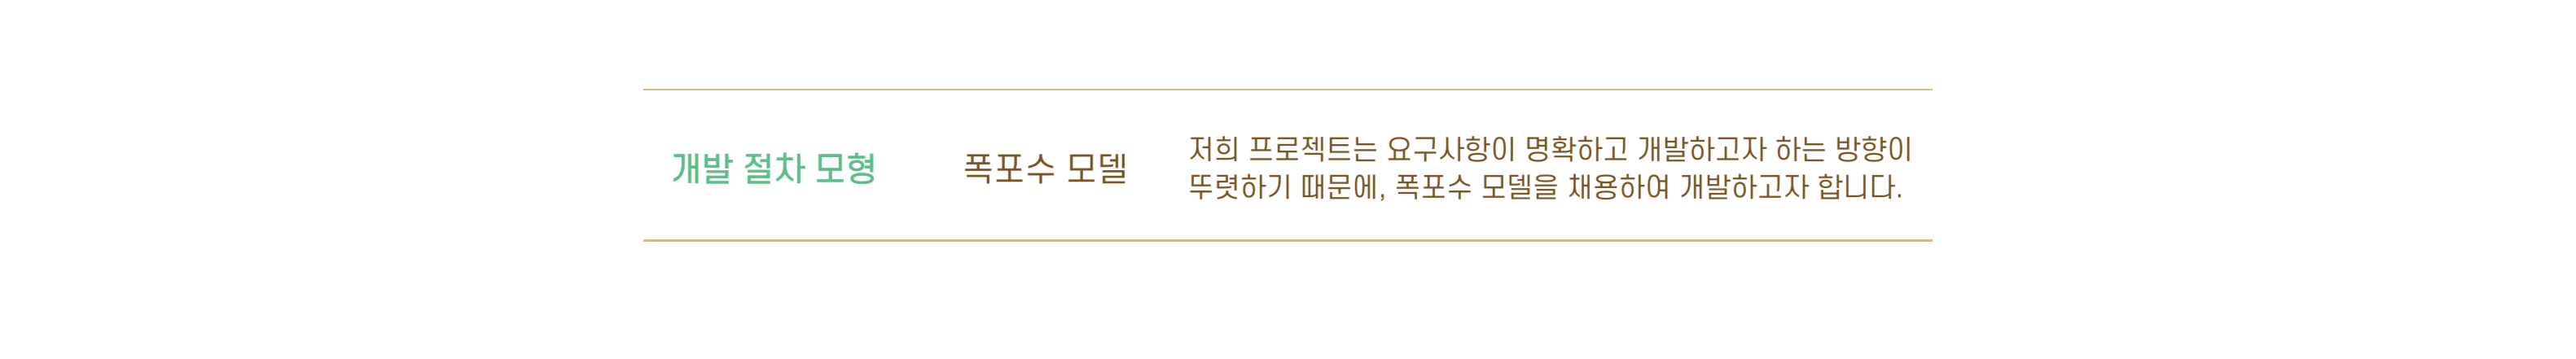 개발 절차 모형
폭포수 모델
저희 프로젝트는 요구사항이 명확하고 개발하고자 하는 방향이
뚜렷하기 때문에, 폭포수 모델을 채용하여 개발하고자 합니다.